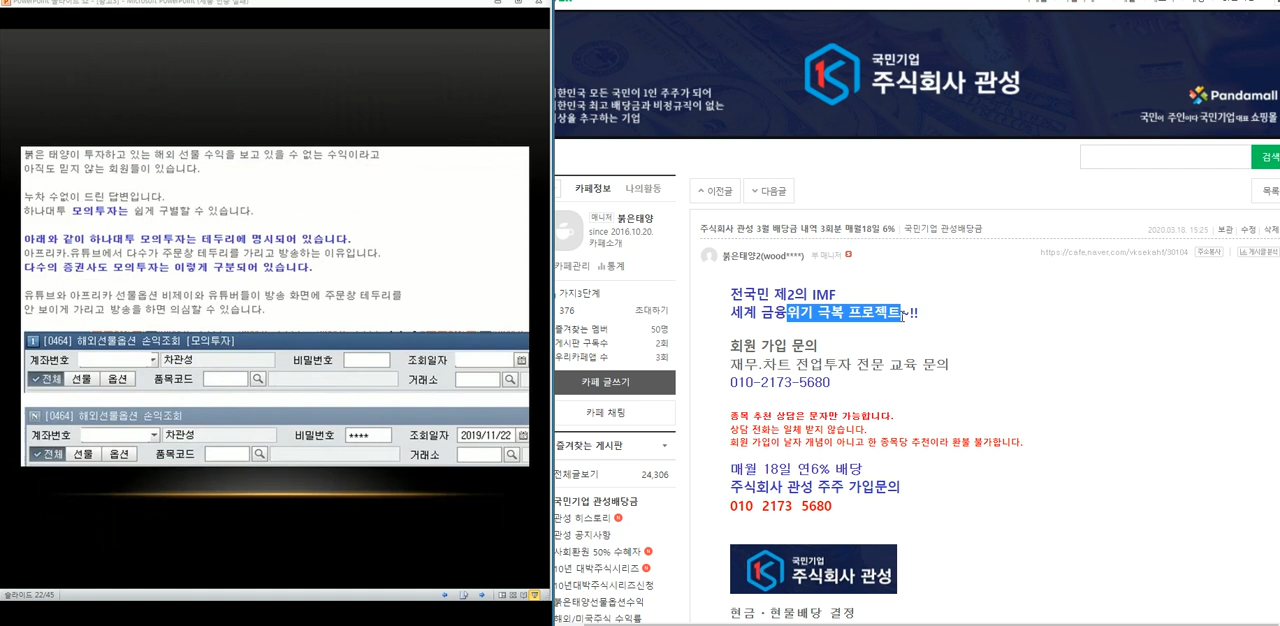 붉은 태양이 투자하고 있는 해외 선물 수익을 보고 있을 수 없는 수익이라고
아직도 믿지 않는 회원들이 있습니다.
누차 수없이 드린 답변입니다.
하나대투 모의투자는 쉽게 구별할 수 있습니다.
아래와 같이 하나대투 모의투자는 테두리에 명시되어 있습니다.
아프리카.유튜브에서 다수가 주문창 테두리를 가리고 방송하는 이유입니다.
다수의 증권사도 모의투자는 이렇게 구분되어 있습니다.
유튜브와 아프리카 선물옵션 비제이와 유튜버들이 방송 화면에 주문창 테두리를
안 보이게 가리고 방송을 하면 의심할 수 있습니다.
[0464] 해외선물옵션 손익조회 [모의투자]
계좌번호 차관성 비밀번호 조회일자
전체 선물 옵션 품목코드 거래소
[0464] 해외선물옵션 손익조회
계좌번호 차관성 비밀번호 **** 조회일자 2019/11/22
전체 선물 옵션 품목코드 거래소
슬라이드 22/45
국민기업
주식회사 관성
한민국 모든 국민이 1인 주주가 되어
한민국 최고 배당금과 비정규직이 없는
상을 추구하는 기업
Pandamall
국민이 주인이다 국민기업대표 쇼핑몰
검색
카페정보 나의활동
이전글 다음글 목록
매니저 붉은태양
since 2016.10.20.
카페소개
카페관리 통계
가지3단계
376 초대하기
즐겨찾는 멤버 50명
게시판 구독수 2회
우리카페앱 수 3회
카페 글쓰기
카페 채팅
즐겨찾는 게시판
전체글보기 24,306
국민기업 관성배당금
관성 히스토리
관성 공지사항
사회환원 50% 수혜자
10년 대박주식시리즈
10년대박주식시리즈신청
붉은태양선물옵션수익
해외/미국주식 수익률
주식회사 관성 3월 배당금 내역 3회분 매월18일 6% 국민기업 관성배당금
2020.03.18. 15:25 보관 수정 삭제
붉은태양2(wood****) 부매니저
https://cafe.naver.com/vksekaht/30104 주소복사 게시글 분석
전국민 제2의 IMF
세계 금융위기 극복 프로젝트~!!
회원 가입 문의
재무.차트 전업투자 전문 교육 문의
010-2173-5680
종목 추천 상담은 문자만 가능합니다.
상담 전화는 일체 받지 않습니다.
회원 가입이 날자 개념이 아니고 한 종목당 추천이라 환불 불가합니다.
매월 18일 연6% 배당
주식회사 관성 주주 가입문의
010 2173 5680
국민기업
주식회사 관성
현금·현물배당 결정